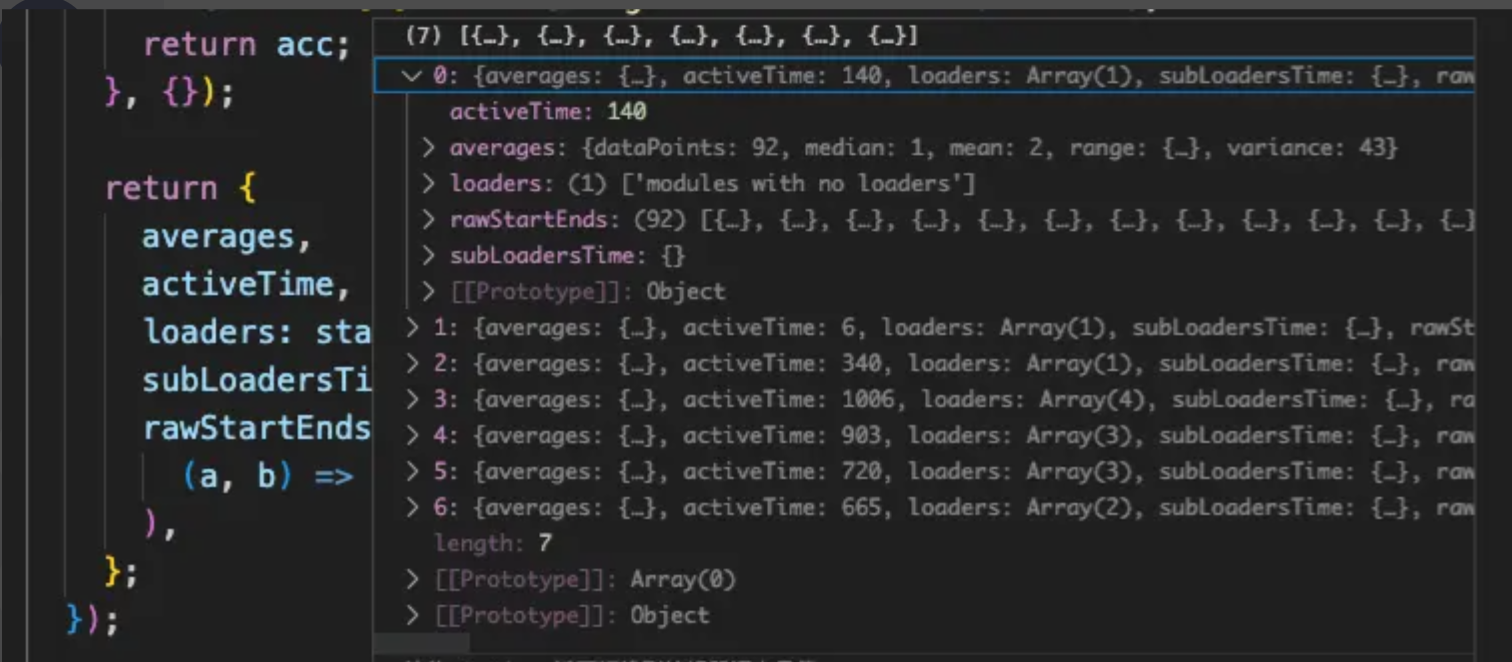 return acc;
}, {});
return {
averages,
activeTime,
loaders: sta
subLoadersTi
rawStartEnds
(a, b) =>
),
};
});
(7) [{…}, {…}, {…}, {…}, {…}, {…}, {…}]
0: {averages: {…}, activeTime: 140, loaders: Array(1), subLoadersTime: {…}, raw
activeTime: 140
averages: {dataPoints: 92, median: 1, mean: 2, range: {…}, variance: 43}
loaders: (1) ['modules with no loaders']
rawStartEnds: (92) [{…}, {…}, {…}, {…}, {…}, {…}, {…}, {…}, {…}, {…}, {…}, {…}
subLoadersTime: {}
[[Prototype]]: Object
1: {averages: {…}, activeTime: 6, loaders: Array(1), subLoadersTime: {…}, rawSt
2: {averages: {…}, activeTime: 340, loaders: Array(1), subLoadersTime: {…}, raw
3: {averages: {…}, activeTime: 1006, loaders: Array(4), subLoadersTime: {…}, ra
4: {averages: {…}, activeTime: 903, loaders: Array(3), subLoadersTime: {…}, raw
5: {averages: {…}, activeTime: 720, loaders: Array(3), subLoadersTime: {…}, raw
6: {averages: {…}, activeTime: 665, loaders: Array(2), subLoadersTime: {…}, raw
length: 7
[[Prototype]]: Array(0)
[[Prototype]]: Object